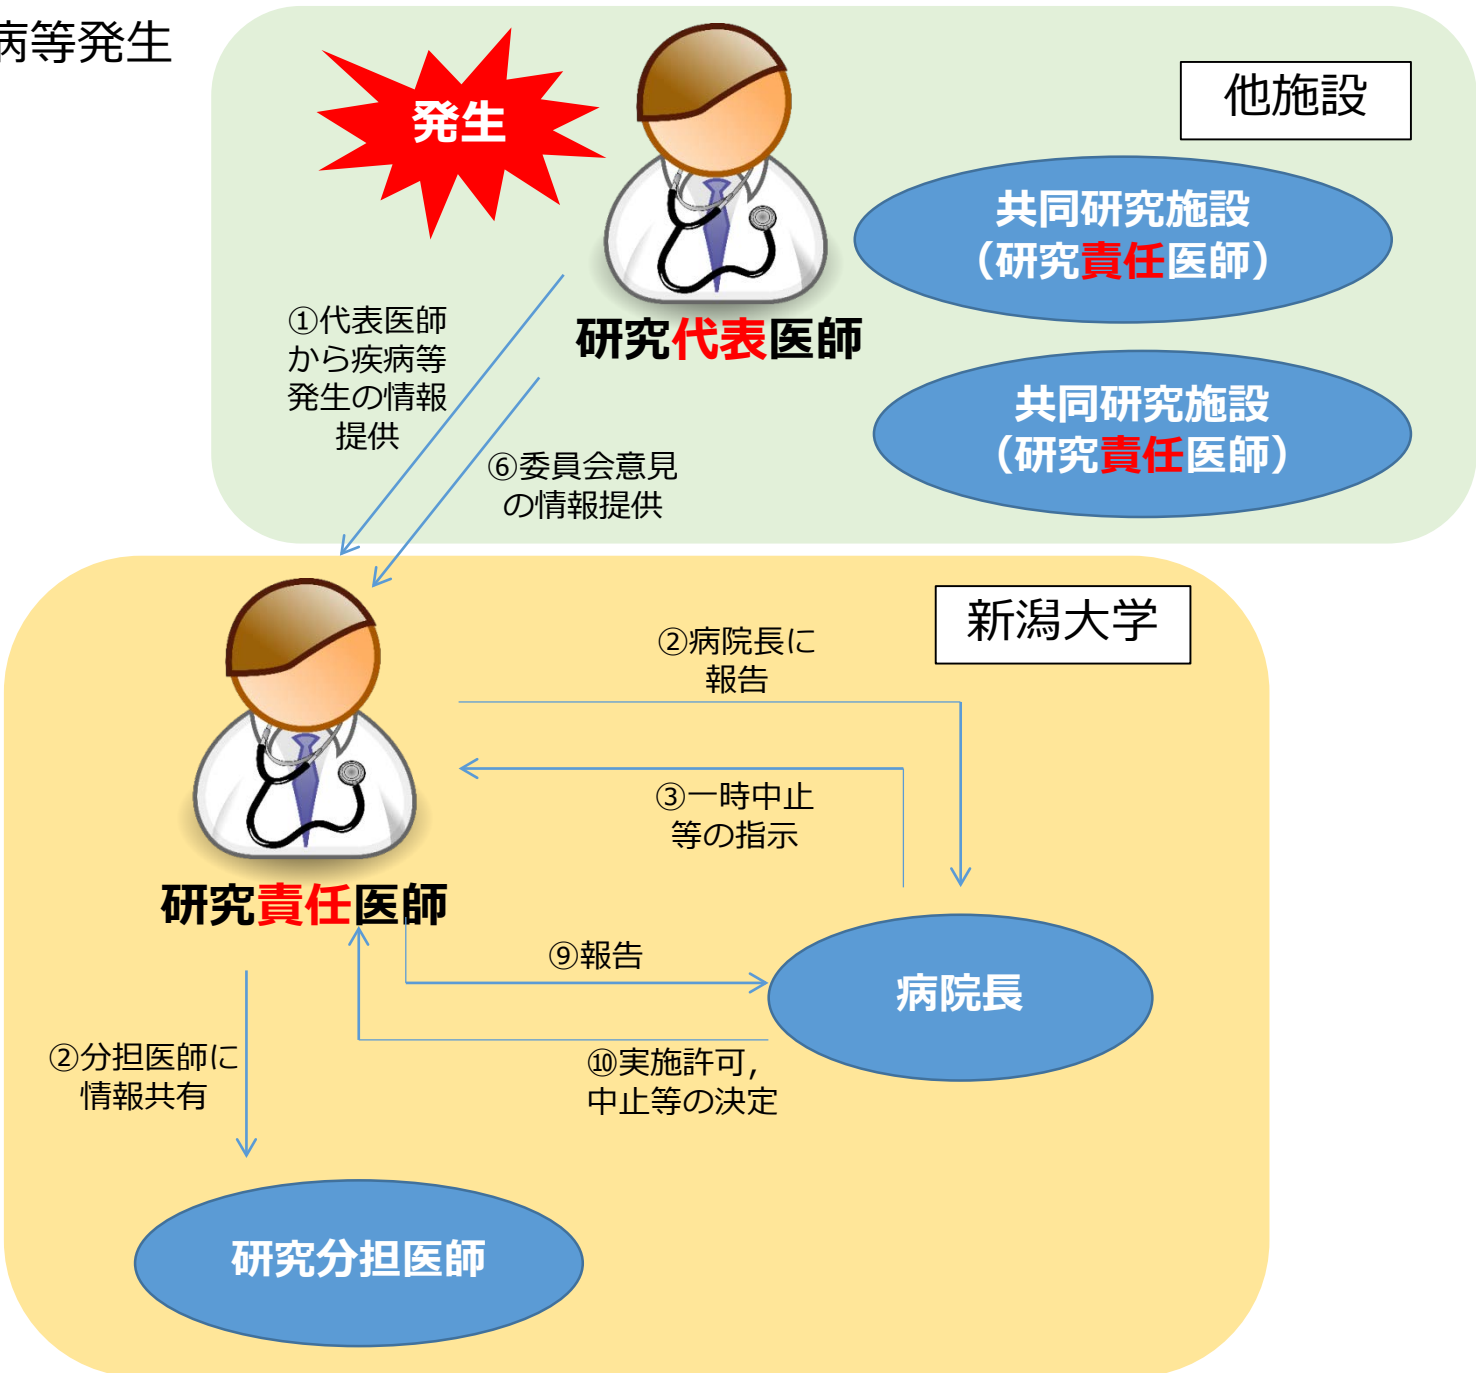 病等発生
発生
他施設
共同研究施設
（研究責任医師）
研究代表医師
①代表医師
から疾病等
発生の情報
提供
共同研究施設
（研究責任医師）
⑥委員会意見
の情報提供
新潟大学
②病院長に
報告
③一時中止
等の指示
研究責任医師
⑨報告
病院長
②分担医師に
情報共有
⑩実施許可，
中止等の決定
研究分担医師